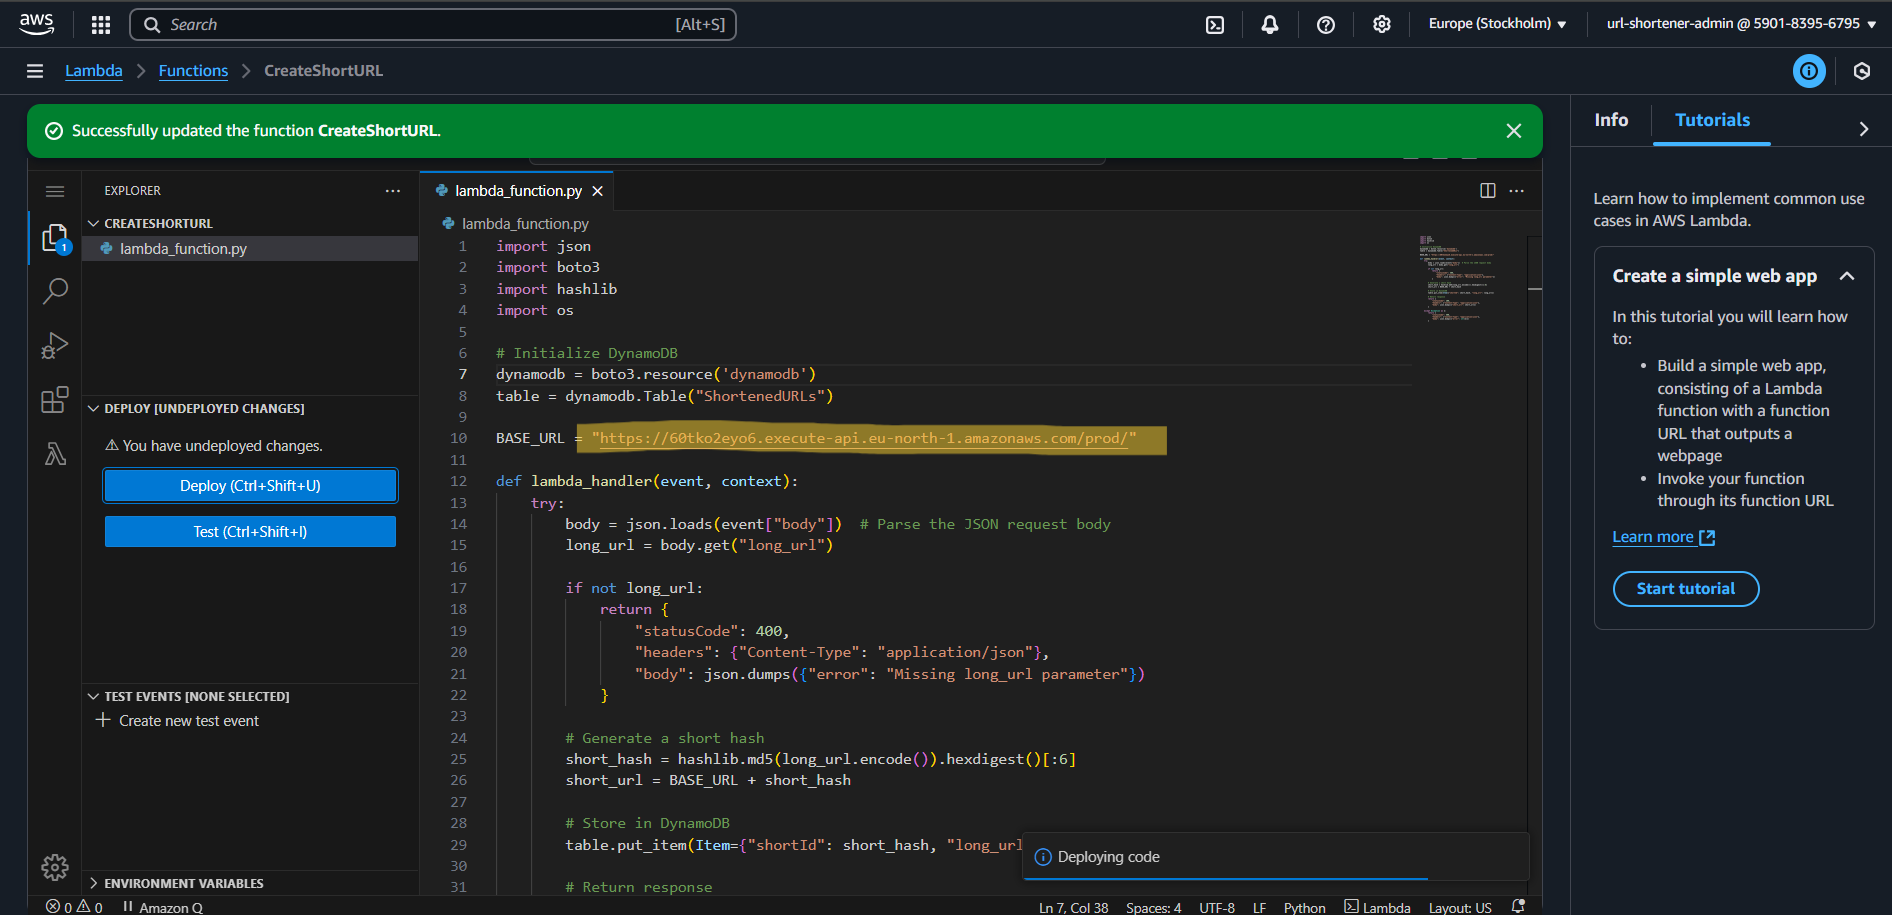 aws
Search
[Alt+S]
Europe (Stockholm)
url-shortener-admin @ 5901-8395-6795
Lambda
Functions
CreateShortURL
Successfully updated the function CreateShortURL.
EXPLORER
CREATESHORTURL
lambda_function.py
1
DEPLOY [UNDEPLOYED CHANGES]
You have undeployed changes.
Deploy (Ctrl+Shift+U)
Test (Ctrl+Shift+I)
TEST EVENTS [NONE SELECTED]
Create new test event
ENVIRONMENT VARIABLES
lambda_function.py
lambda_function.py
1 import json
2 import boto3
3 import hashlib
4 import os
5
6 # Initialize DynamoDB
7 dynamodb = boto3.resource('dynamodb')
8 table = dynamodb.Table("ShortenedURLs")
9
10 BASE_URL = "https://60tko2eyo6.execute-api.eu-north-1.amazonaws.com/prod/"
11
12 def lambda_handler(event, context):
13 try:
14 body = json.loads(event["body"]) # Parse the JSON request body
15 long_url = body.get("long_url")
16
17 if not long_url:
18 return {
19 "statusCode": 400,
20 "headers": {"Content-Type": "application/json"},
21 "body": json.dumps({"error": "Missing long_url parameter"})
22 }
23
24 # Generate a short hash
25 short_hash = hashlib.md5(long_url.encode()).hexdigest()[:6]
26 short_url = BASE_URL + short_hash
27
28 # Store in DynamoDB
29 table.put_item(Item={"shortId": short_hash, "long_url
30
31 # Return response
Deploying code
0 0
Amazon Q
Ln 7, Col 38
Spaces: 4
UTF-8
LF
Python
Lambda
Layout: US
Info
Tutorials
Learn how to implement common use
cases in AWS Lambda.
Create a simple web app
In this tutorial you will learn how
to:
• Build a simple web app,
consisting of a Lambda
function with a function
URL that outputs a
webpage
• Invoke your function
through its function URL
Learn more
Start tutorial